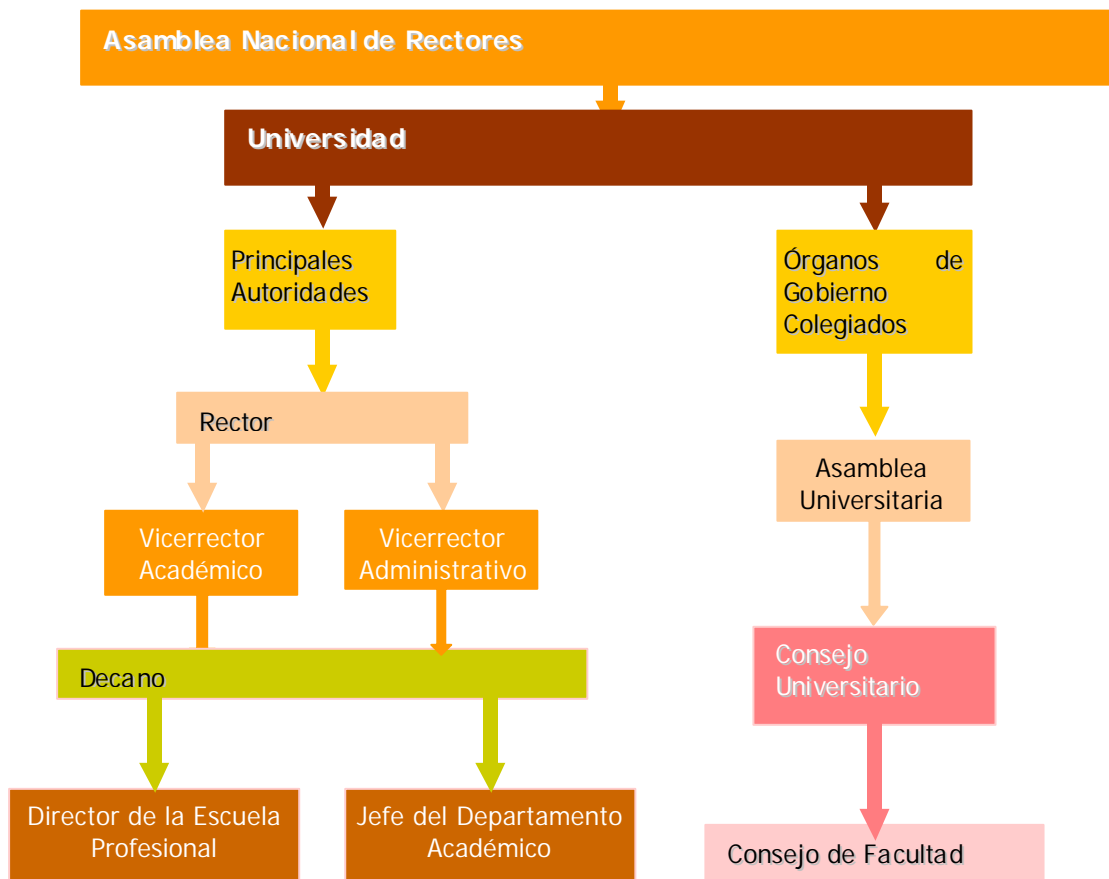 Asamblea Nacional de Rectores
Universidad
Principales
Autoridades
Órganos de
Gobierno
Colegiados
Rector
Asamblea
Universitaria
Vicerrector
Académico
Vicerrector
Administrativo
Consejo
Universitario
Decano
Director de la Escuela
Profesional
Jefe del Departamento
Académico
Consejo de Facultad